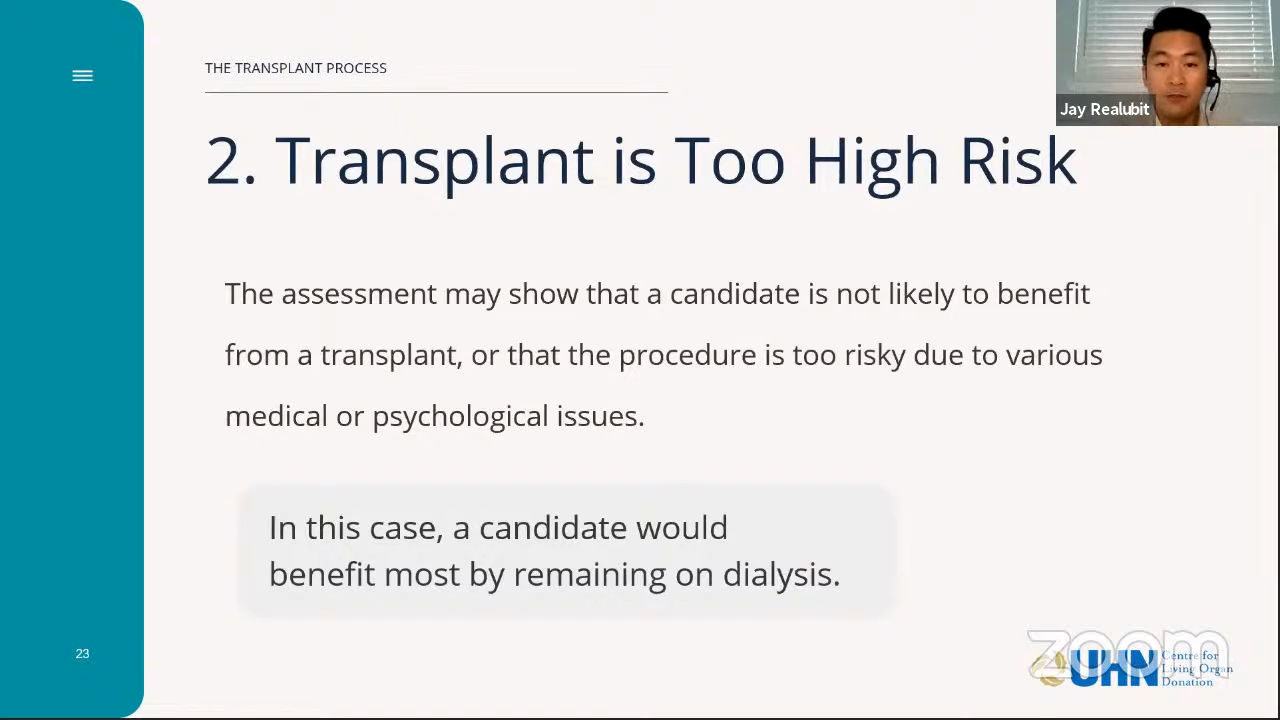 THE TRANSPLANT PROCESS
Jay Realubit
2. Transplant is Too High Risk
The assessment may show that a candidate is not likely to benefit
from a transplant, or that the procedure is too risky due to various
medical or psychological issues.
In this case, a candidate would
benefit most by remaining on dialysis.
23
zoom
UHN
Centre for
Living Organ
Donation